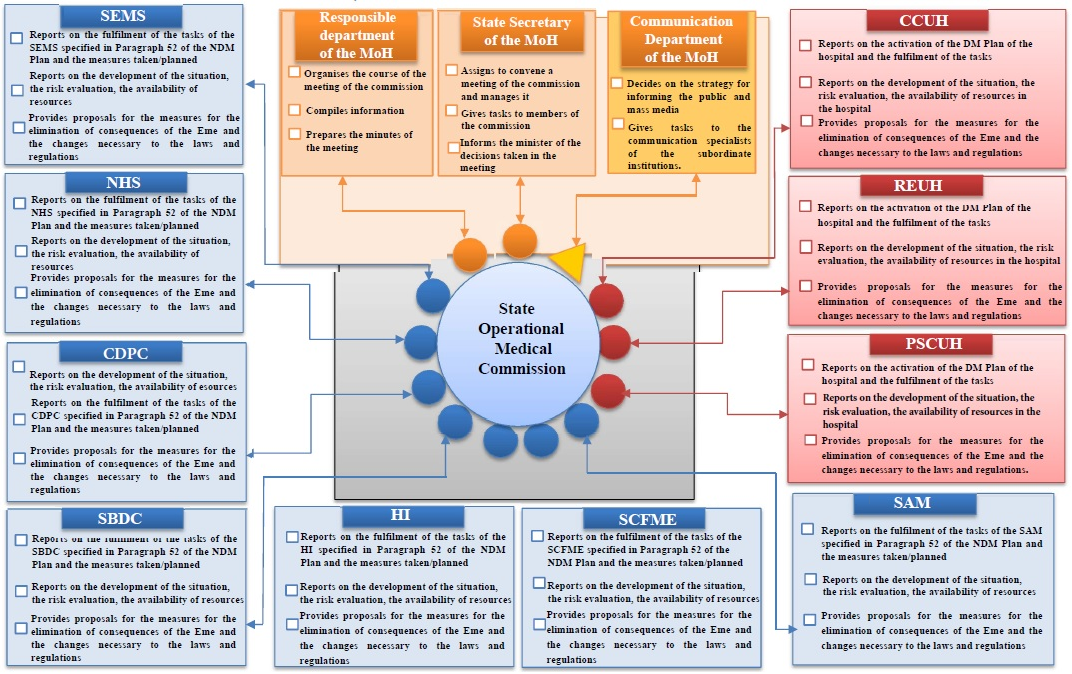 SEMS
Reports on the fulfilment of the tasks of the
SEMS specified in Paragraph 52 of the NDM
Plan and the measures taken/planned
Reports on the development of the situation,
the risk evaluation, the availability of
resources
Provides proposals for the measures for the
elimination of consequences of the Eme and
the changes necessary to the laws and
regulations
NHS
Reports on the fulfilment of the tasks of the
NHS specified in Paragraph 52 of the NDM
Plan and the measures taken/planned
Reports on the development of the situation,
the risk evaluation, the availability of
resources
Provides proposals for the measures for the
elimination of consequences of the Eme and
the changes necessary to the laws and
regulations
CDPC
Reports on the development of the situation,
the risk evaluation, the availability of esources
Reports on the fulfilment of the tasks of the
CDPC specified in Paragraph 52 of the NDM
Plan and the measures taken/planned
Provides proposals for the measures for the
elimination of consequences of the Eme and
the changes necessary to the laws and
regulations
SBDC
Reports on the fulfilment of the tasks of the
SBDC specified in Paragraph 52 of the NDM
Plan and the measures taken/planned
Reports on the development of the situation,
the risk evaluation, the availability of resources
Provides proposals for the measures for the
elimination of consequences of the Eme and
the changes necessary to the laws and
regulations
Responsible
department
of the MoH
Organises the course of the
meeting of the commission
Compiles information
Prepares the minutes of
the meeting
State Secretary
of the MoH
Assigns to convene a
meeting of the commission
and manages it
Gives tasks to members of
the commission
Informs the minister of the
decisions taken in the
meeting
Communication
Department
of the MoH
Decides on the strategy for
informing the public and
mass media
Gives tasks to the
communication specialists
of the subordinate
institutions.
State
Operational
Medical
Commission
HI
Reports on the fulfilment of the tasks of the
HI specified in Paragraph 52 of the NDM
Plan and the measures taken/planned
Reports on the development of the situation,
the risk evaluation, the availability of resources
Provides proposals for the measures for the
elimination of consequences of the Eme and
the changes necessary to the laws and
regulations
SCFME
Reports on the fulfilment of the tasks of the
SCFME specified in Paragraph 52 of the
NDM Plan and the measures taken/planned
Reports on the development of the situation,
the risk evaluation, the availability of resources
Provides proposals for the measures for the
elimination of consequences of the Eme and
the changes necessary to the laws and
regulations
CCUH
Reports on the activation of the DM Plan of the
hospital and the fulfilment of the tasks
Reports on the development of the situation, the
risk evaluation, the availability of resources in
the hospital
Provides proposals for the measures for the
elimination of consequences of the Eme and the
changes necessary to the laws and regulations
REUH
Reports on the activation of the DM Plan of the
hospital and the fulfilment of the tasks
Reports on the development of the situation, the risk
evaluation, the availability of resources in the hospital
Provides proposals for the measures for the
elimination of consequences of the Eme and the
changes necessary to the laws and regulations
PSCUH
Reports on the activation of the DM Plan of the
hospital and the fulfilment of the tasks
Reports on the development of the situation, the
risk evaluation, the availability of resources in the
hospital
Provides proposals for the measures for the
elimination of consequences of the Eme and the
changes necessary to the laws and regulations.
SAM
Reports on the fulfilment of the tasks of the SAM
specified in Paragraph 52 of the NDM Plan and
the measures taken/planned
Reports on the development of the situation,
the risk evaluation, the availability of resources
Provides proposals for the measures for the
elimination of consequences of the Eme and the
changes necessary to the laws and regulations